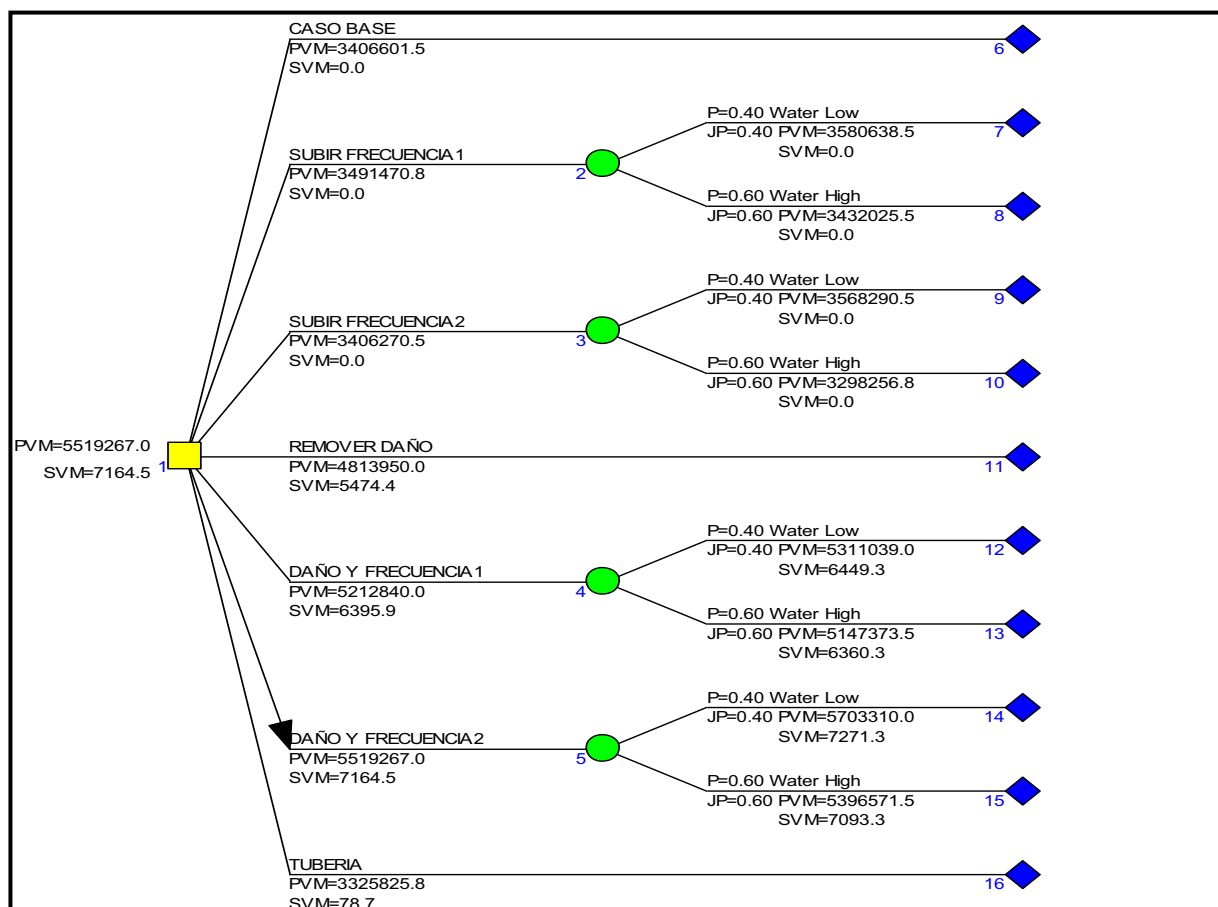 CASO BASE
PVM=3406601.5
SVM=0.0
6
P=0.40 Water Low
JP=0.40 PVM=3580638.5
SVM=0.0
7
SUBIR FRECUENCIA1
PVM=3491470.8
SVM=0.0
2
P=0.60 Water High
JP=0.60 PVM=3432025.5
SVM=0.0
8
P=0.40 Water Low
JP=0.40 PVM=3568290.5
SVM=0.0
9
SUBIR FRECUENCIA2
PVM=3406270.5
SVM=0.0
3
P=0.60 Water High
JP=0.60 PVM=3298256.8
SVM=0.0
10
PVM=5519267.0
SVM=7164.5
1
REMOVER DAÑO
PVM=4813950.0
SVM=5474.4
11
P=0.40 Water Low
JP=0.40 PVM=5311039.0
SVM=6449.3
12
DAÑO Y FRECUENCIA1
PVM=5212840.0
SVM=6395.9
4
P=0.60 Water High
JP=0.60 PVM=5147373.5
SVM=6360.3
13
P=0.40 Water Low
JP=0.40 PVM=5703310.0
SVM=7271.3
14
DAÑO Y FRECUENCIA2
PVM=5519267.0
SVM=7164.5
5
P=0.60 Water High
JP=0.60 PVM=5396571.5
SVM=7093.3
15
TUBERIA
PVM=3325825.8
SVM=78.7
16